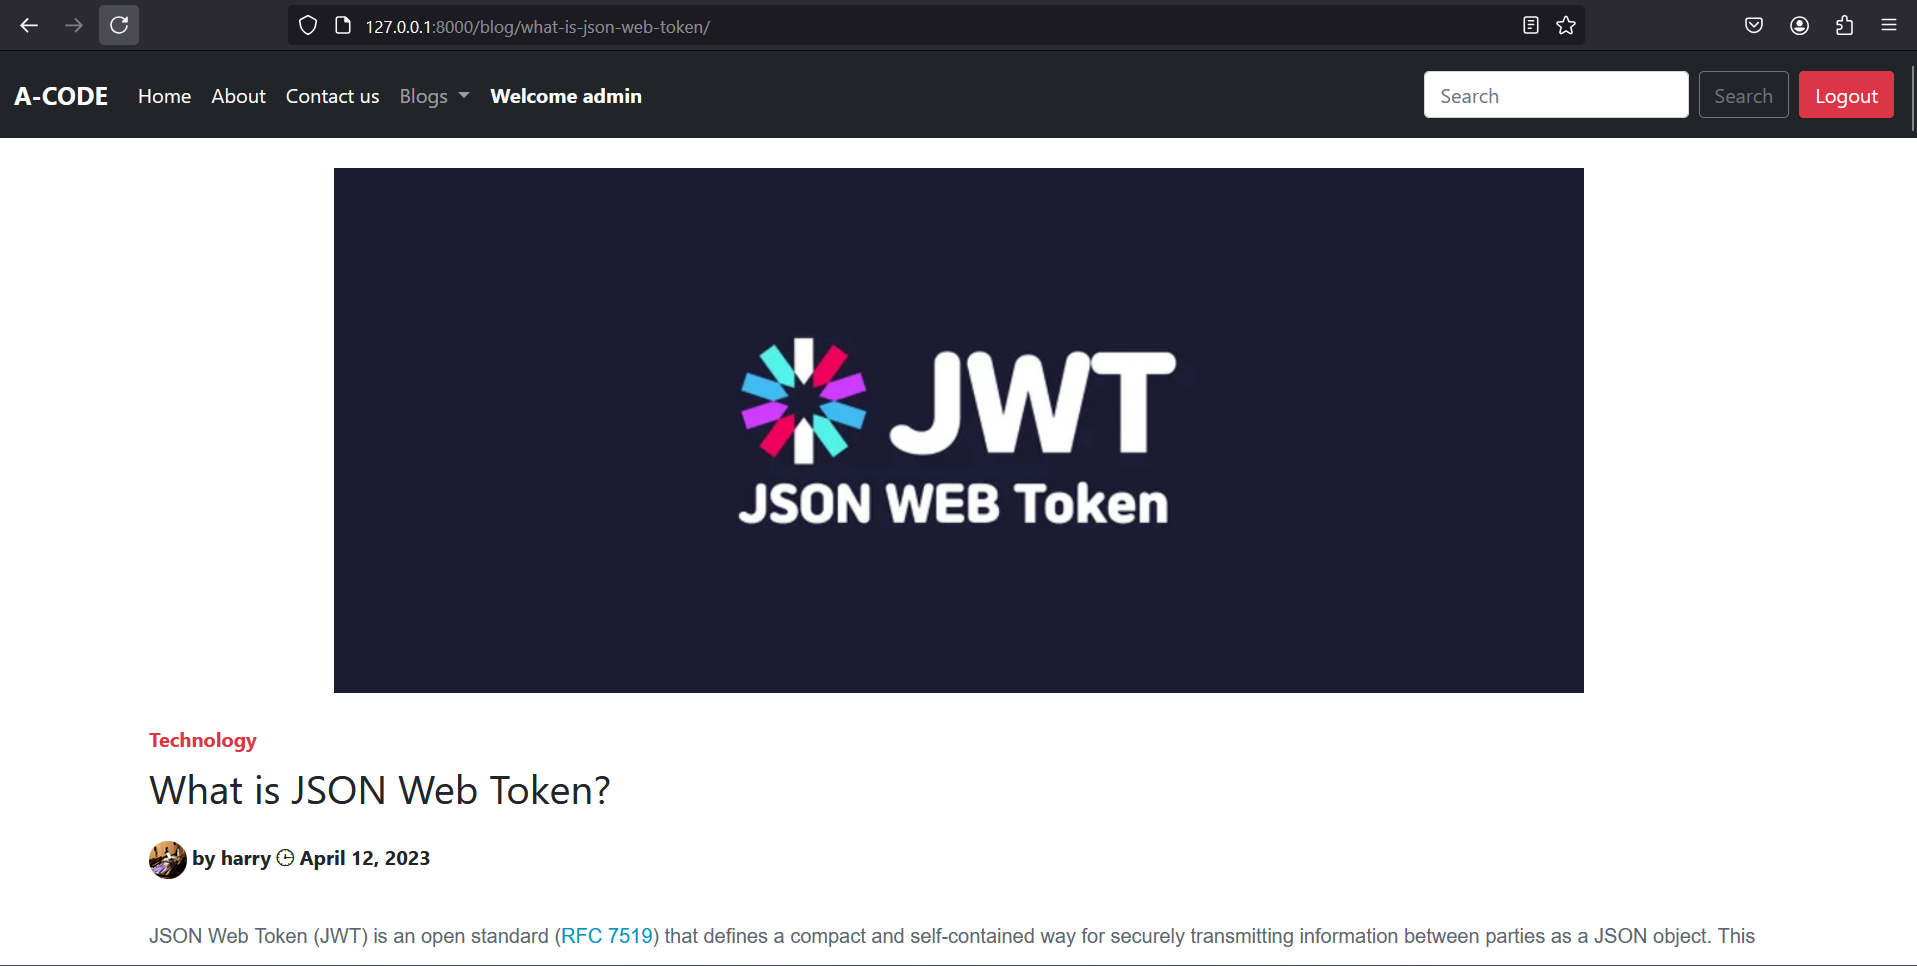 127.0.0.1:8000/blog/what-is-json-web-token/
A-CODE Home About Contact us Blogs Welcome admin Search Search Logout
JWT
JSON WEB Token
Technology
What is JSON Web Token?
by harry April 12, 2023
JSON Web Token (JWT) is an open standard (RFC 7519) that defines a compact and self-contained way for securely transmitting information between parties as a JSON object. This